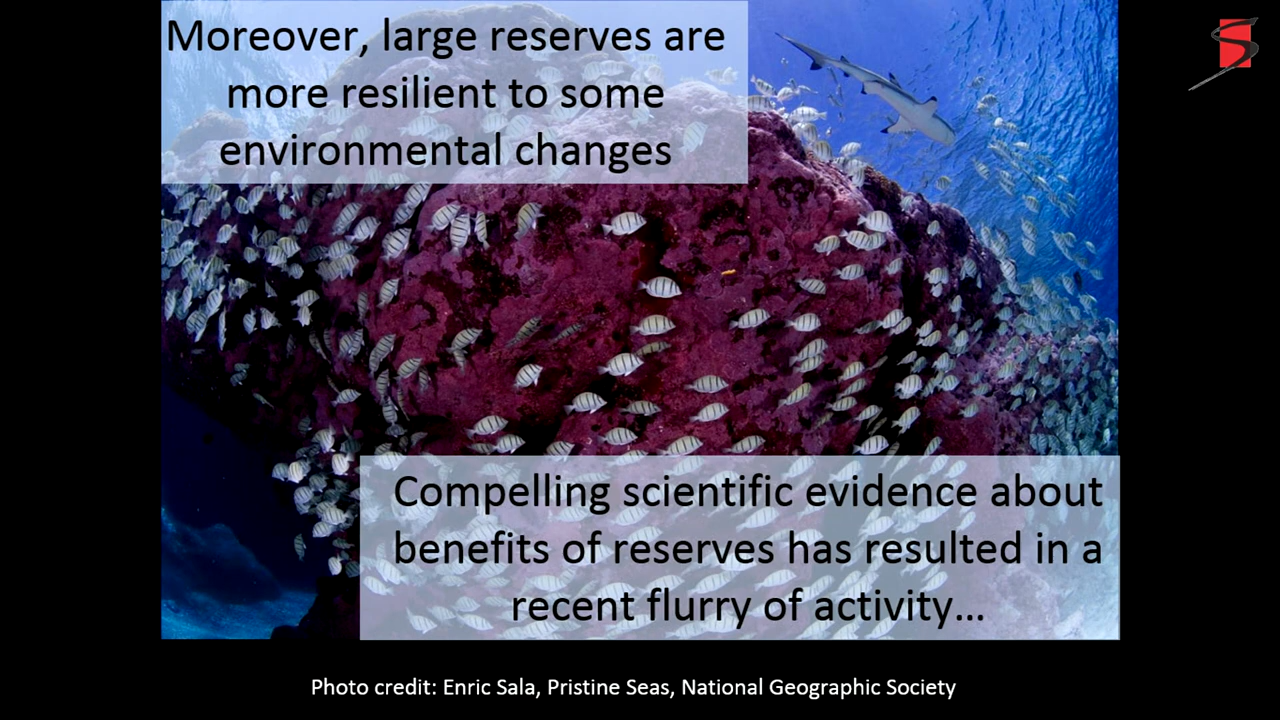 Moreover, large reserves are
more resilient to some
environmental changes
Compelling scientific evidence about
benefits of reserves has resulted in a
recent flurry of activity…
Photo credit: Enric Sala, Pristine Seas, National Geographic Society